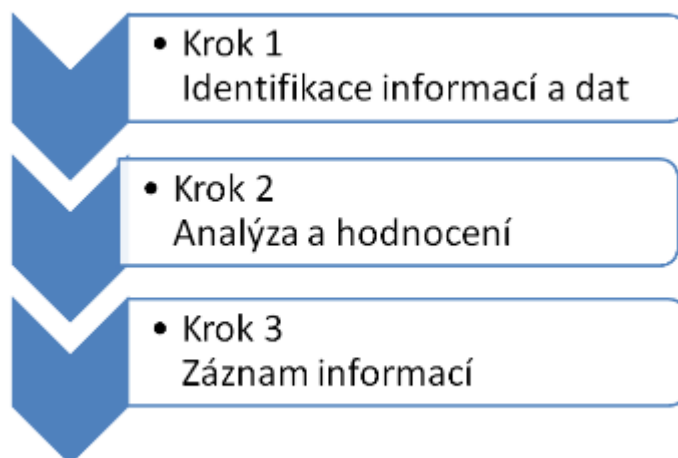 • Krok 1
Identifikace informací a dat
• Krok 2
Analýza a hodnocení
• Krok 3
Záznam informací